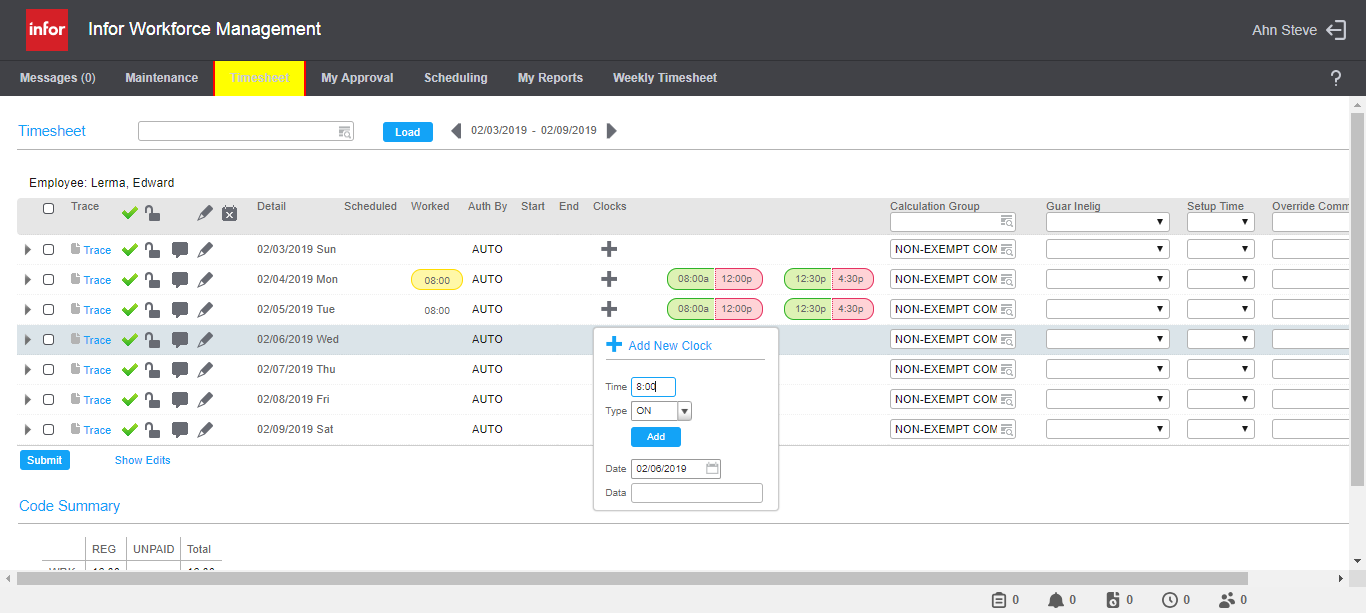 infor Infor Workforce Management Ahn Steve
Messages (0) Maintenance Timesheet My Approval Scheduling My Reports Weekly Timesheet ?
Timesheet Load 02/03/2019 - 02/09/2019
Employee: Lerma, Edward
Trace Detail Scheduled Worked Auth By Start End Clocks Calculation Group Guar Inelig Setup Time Override Comm
Trace 02/03/2019 Sun AUTO NON-EXEMPT COM
Trace 02/04/2019 Mon 08:00 AUTO 08:00a 12:00p 12:30p 4:30p NON-EXEMPT COM
Trace 02/05/2019 Tue 08:00 AUTO 08:00a 12:00p 12:30p 4:30p NON-EXEMPT COM
Trace 02/06/2019 Wed AUTO NON-EXEMPT COM
Trace 02/07/2019 Thu AUTO NON-EXEMPT COM
Trace 02/08/2019 Fri AUTO NON-EXEMPT COM
Trace 02/09/2019 Sat AUTO NON-EXEMPT COM
Add New Clock
Time 8:00
Type ON
Add
Date 02/06/2019
Data
Submit Show Edits
Code Summary
REG UNPAID Total
0 0 0 0 0